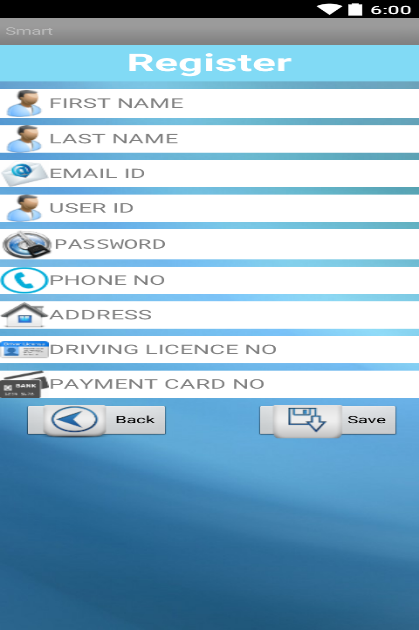 6:00
Smart
Register
FIRST NAME
LAST NAME
EMAIL ID
USER ID
PASSWORD
PHONE NO
ADDRESS
DRIVING LICENCE NO
BANK
PAYMENT CARD NO
Back
Save